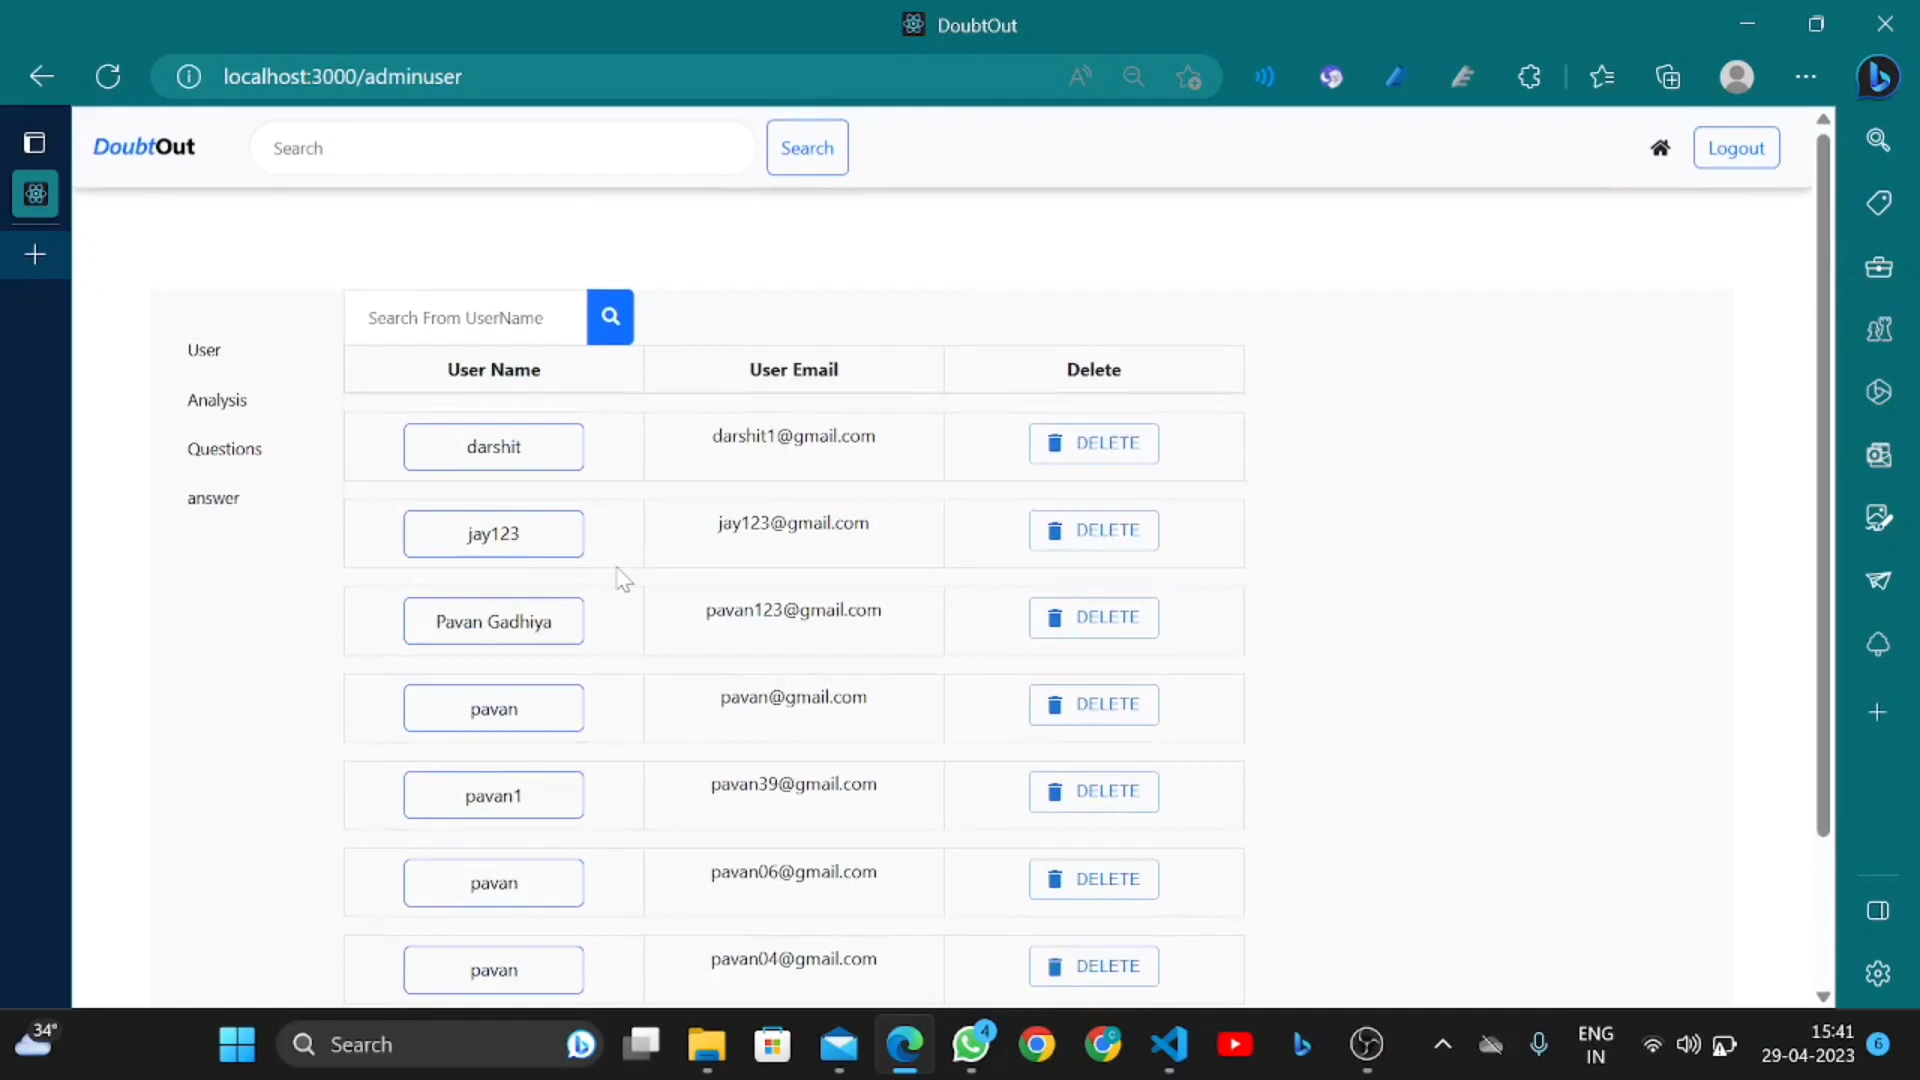 DoubtOut
localhost:3000/adminuser
DoubtOut
Search
Search
Logout
Search From UserName
User
Analysis
Questions
answer
User Name User Email Delete
darshit darshit1@gmail.com DELETE
jay123 jay123@gmail.com DELETE
Pavan Gadhiya pavan123@gmail.com DELETE
pavan pavan@gmail.com DELETE
pavan1 pavan39@gmail.com DELETE
pavan pavan06@gmail.com DELETE
pavan pavan04@gmail.com DELETE
34°
Search
4
ENG
IN
15:41
29-04-2023
6